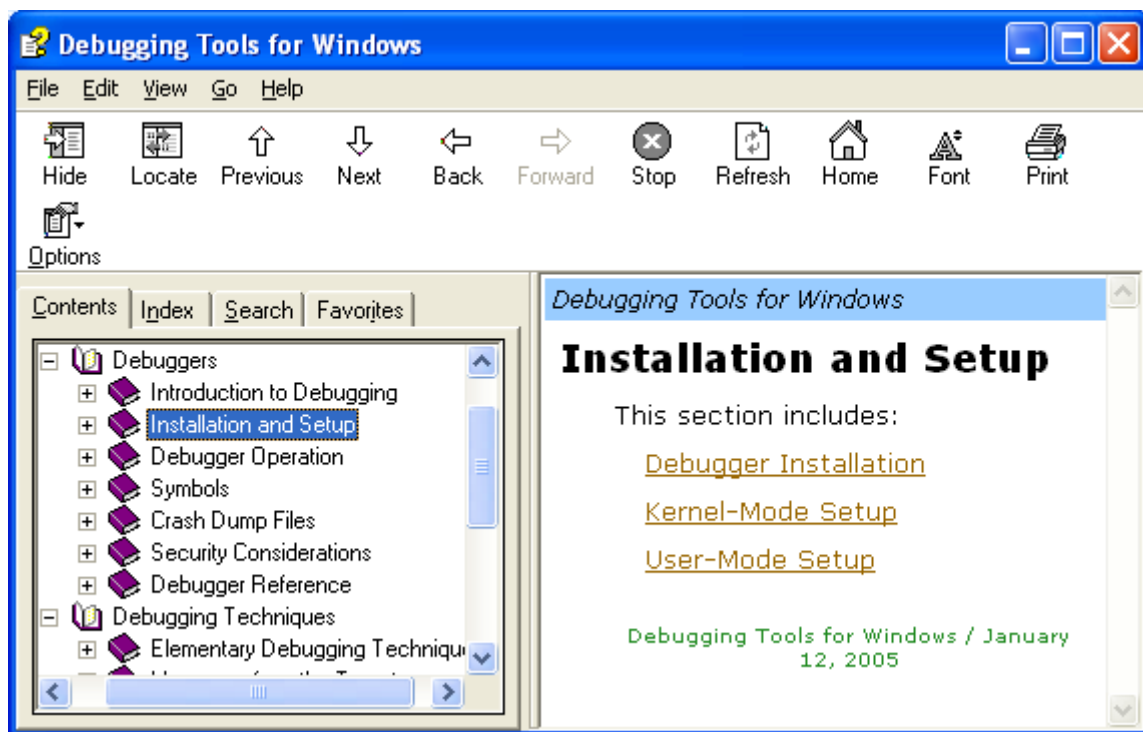 Debugging Tools for Windows
File Edit View Go Help
Hide Locate Previous Next Back Forward Stop Refresh Home Font Print
Options
Contents Index Search Favorites
Debuggers
Introduction to Debugging
Installation and Setup
Debugger Operation
Symbols
Crash Dump Files
Security Considerations
Debugger Reference
Debugging Techniques
Elementary Debugging Techniqu
Debugging Tools for Windows
Installation and Setup
This section includes:
Debugger Installation
Kernel-Mode Setup
User-Mode Setup
Debugging Tools for Windows / January
12, 2005